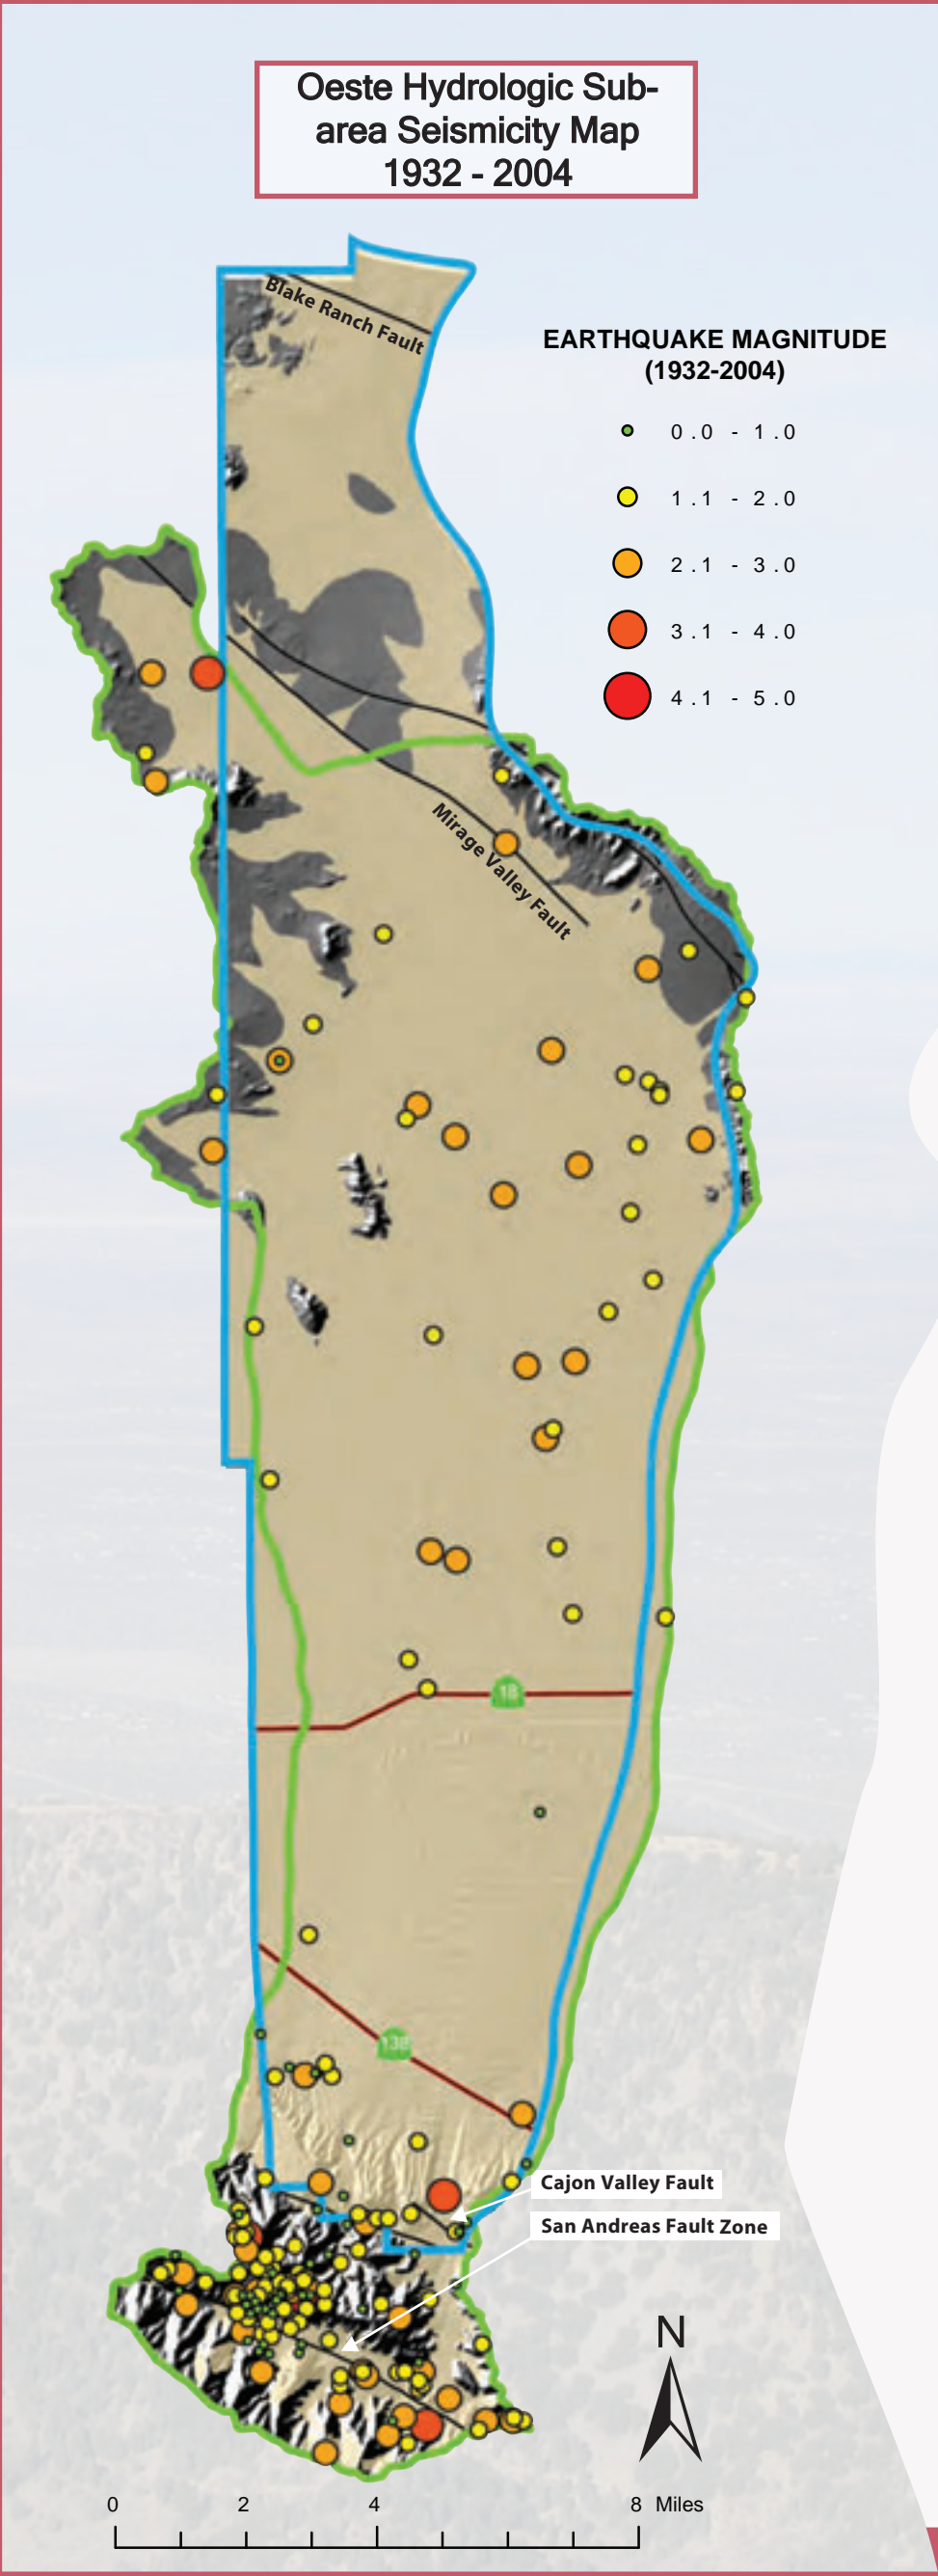 Oeste Hydrologic Sub-
area Seismicity Map
1932 - 2004
Blake Ranch Fault
EARTHQUAKE MAGNITUDE
(1932-2004)
0.0 - 1.0
1.1 - 2.0
2.1 - 3.0
3.1 - 4.0
4.1 - 5.0
Mirage Valley Fault
18
138
Cajon Valley Fault
San Andreas Fault Zone
N
0 2 4 8 Miles